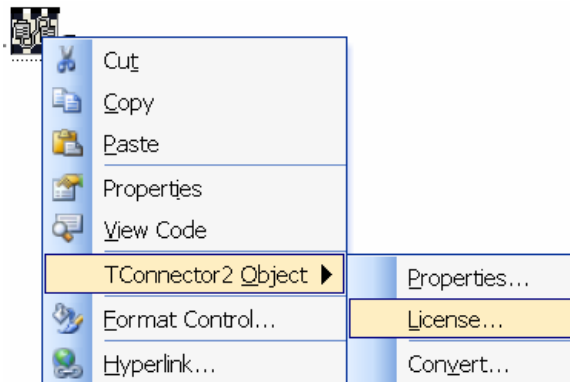 Cut
Copy
Paste
Properties
View Code
TConnector2 Object
Properties...
Format Control...
License...
Hyperlink...
Convert...